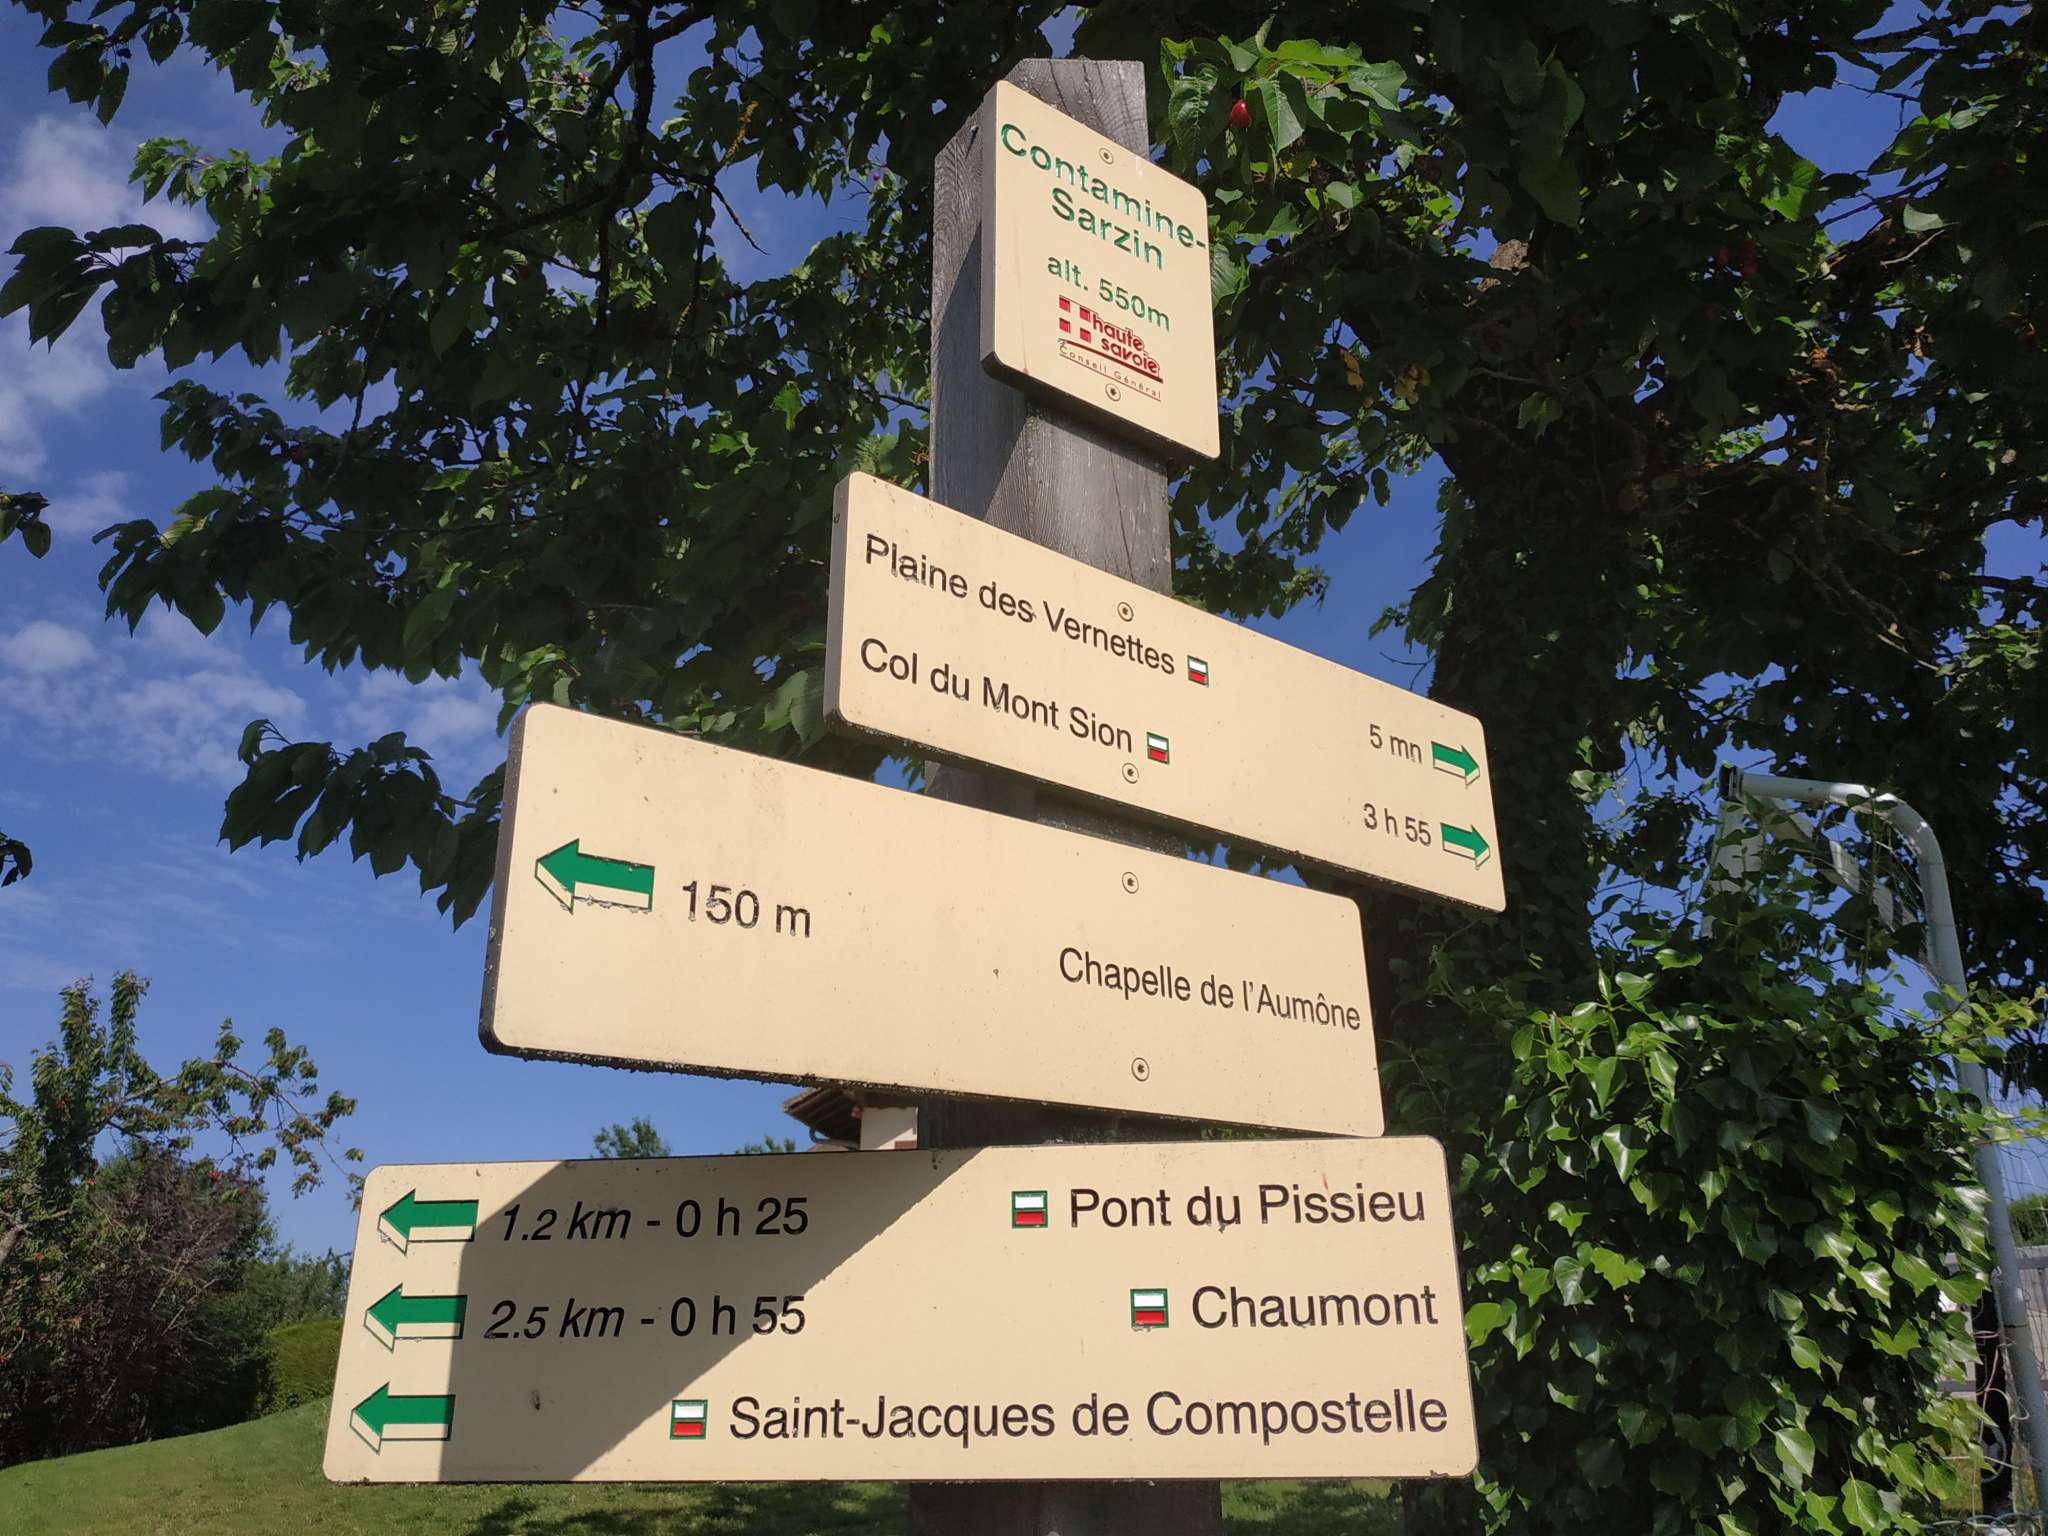 Contamine-
Sarzin
alt. 550m
haute
savoie
Conseil Général
Plaine des Vernettes 5 mn
Col du Mont Sion 3 h 55
150 m Chapelle de l'Aumône
1.2 km - 0 h 25 Pont du Pissieu
2.5 km - 0 h 55 Chaumont
Saint-Jacques de Compostelle